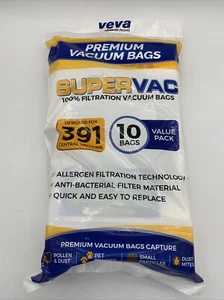 veva
PREMIUM
VACUUM BAGS
SUPERVAC
100% FILTRATION VACUUM BAGS
DESIGNED FOR
391
CENTRAL VACUUMS
10
BAGS
VALUE
PACK
ALLERGEN FILTRATION TECHNOLOGY
ANTI-BACTERIAL FILTER MATERIAL
QUICK AND EASY TO REPLACE
PREMIUM VACUUM BAGS CAPTURE
POLLEN
& DUST
PET
SMALL
PARTICLES
DUST
MITES